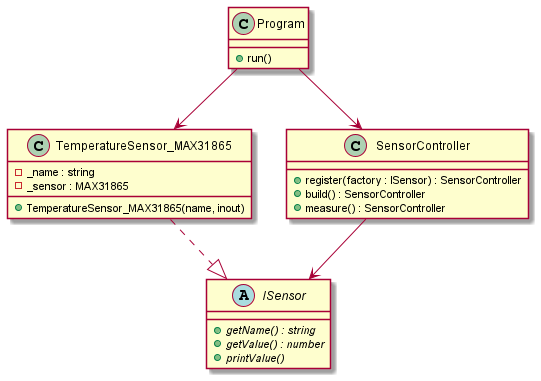 C Program
run()
C TemperatureSensor_MAX31865
_name : string
_sensor : MAX31865
TemperatureSensor_MAX31865(name, inout)
C SensorController
register(factory : ISensor) : SensorController
build() : SensorController
measure() : SensorController
A ISensor
getName() : string
getValue() : number
printValue()